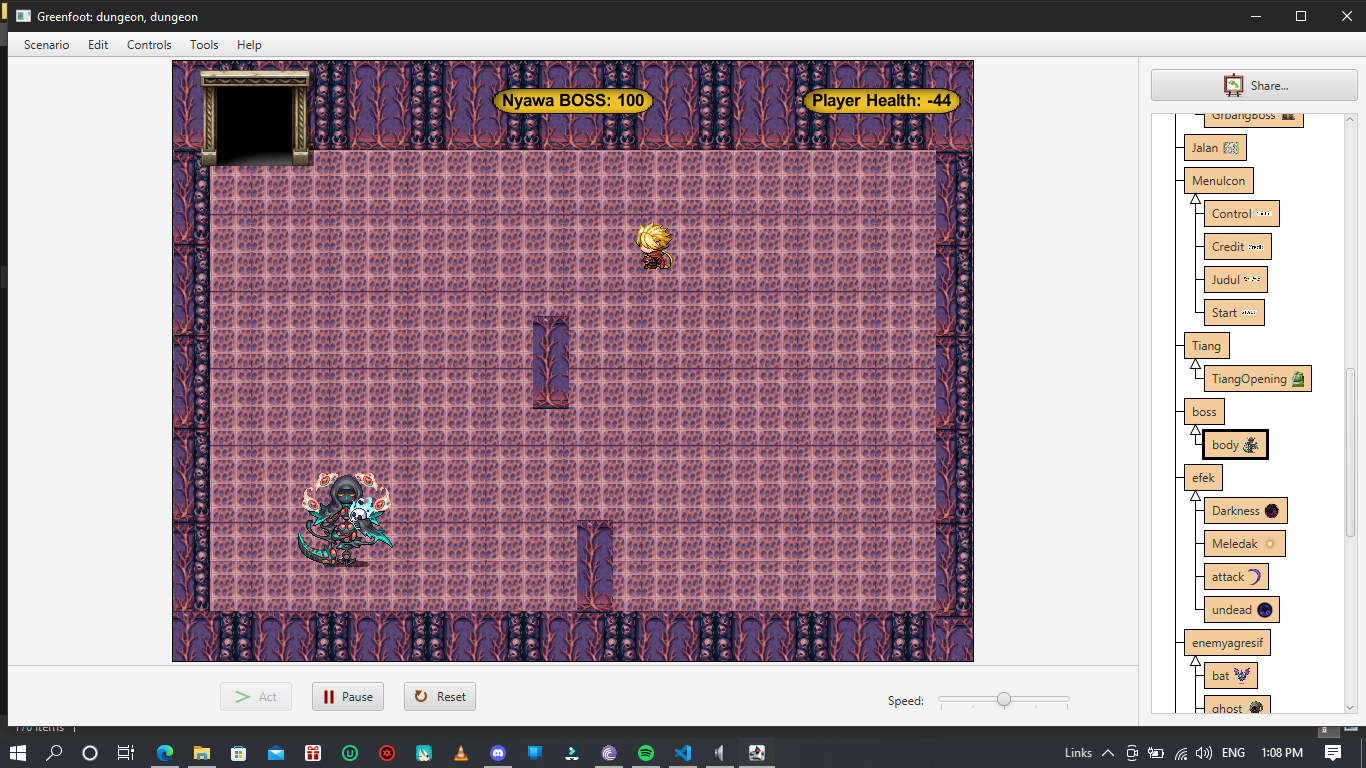 Greenfoot: dungeon, dungeon
Scenario Edit Controls Tools Help
Nyawa BOSS: 100
Player Health: -44
Share...
GrbangBoss
Jalan
MenuIcon
Control
Credit
Judul
Start
Tiang
TiangOpening
boss
body
efek
Darkness
Meledak
attack
undead
enemyagresif
bat
ghost
Act Pause Reset
Speed:
170 items
Links ENG 1:08 PM